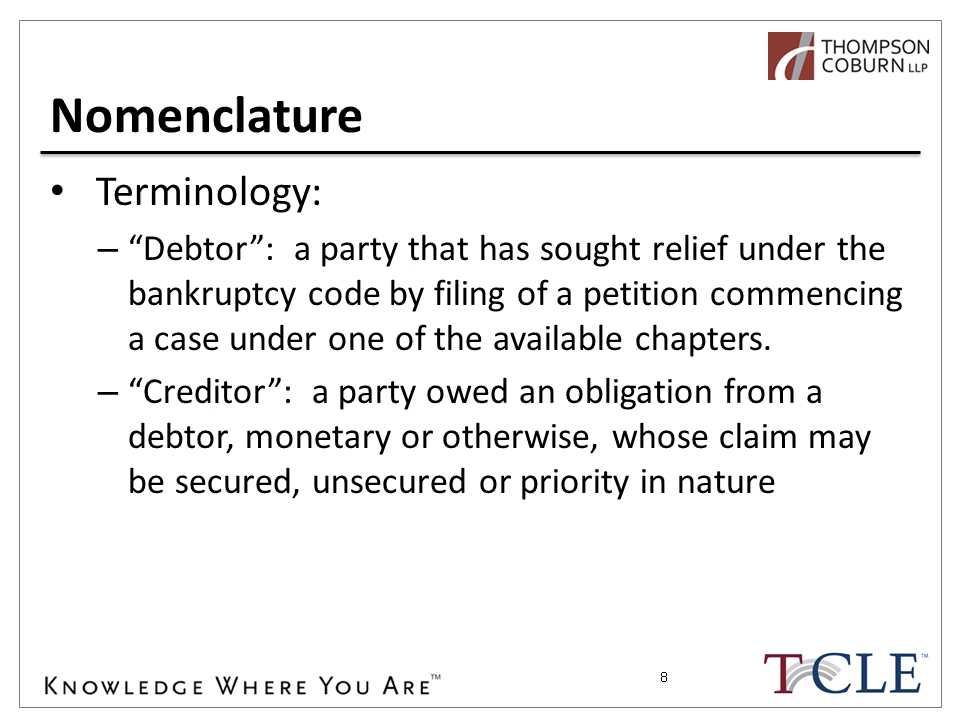 THOMPSON
COBURN LLP
Nomenclature
• Terminology:
– “Debtor”: a party that has sought relief under the
bankruptcy code by filing of a petition commencing
a case under one of the available chapters.
– “Creditor”: a party owed an obligation from a
debtor, monetary or otherwise, whose claim may
be secured, unsecured or priority in nature
KNOWLEDGE WHERE YOU ARE™
8
TCLE™